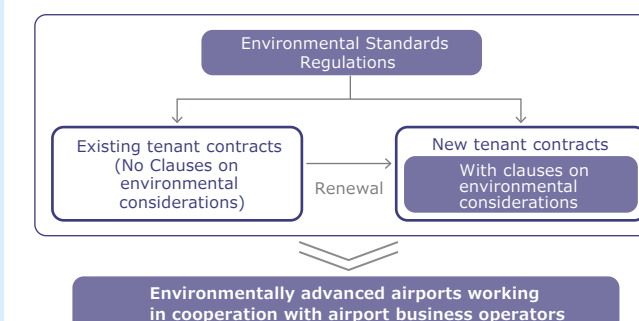 Environmental Standards
Regulations
Existing tenant contracts
(No Clauses on
environmental
considerations)
Renewal
New tenant contracts
With clauses on
environmental
considerations
Environmentally advanced airports working
in cooperation with airport business operators